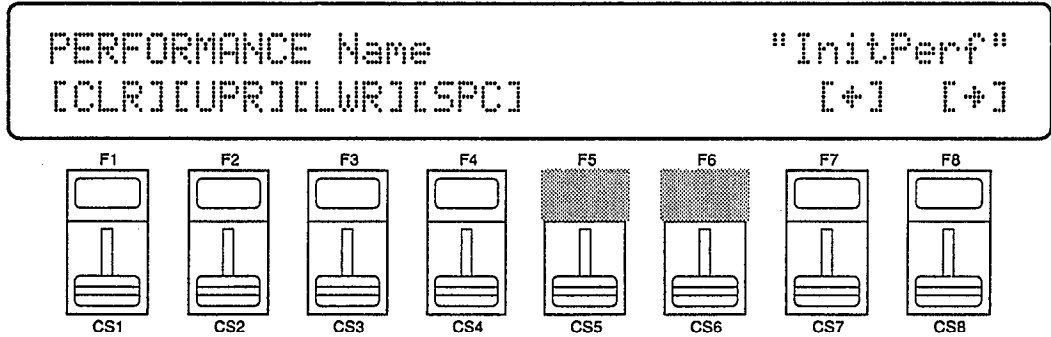 PERFORMANCE Name "InitPerf"
[CLR][UPR][LWR][SPC] [←] [→]
F1 F2 F3 F4 F5 F6 F7 F8
CS1 CS2 CS3 CS4 CS5 CS6 CS7 CS8